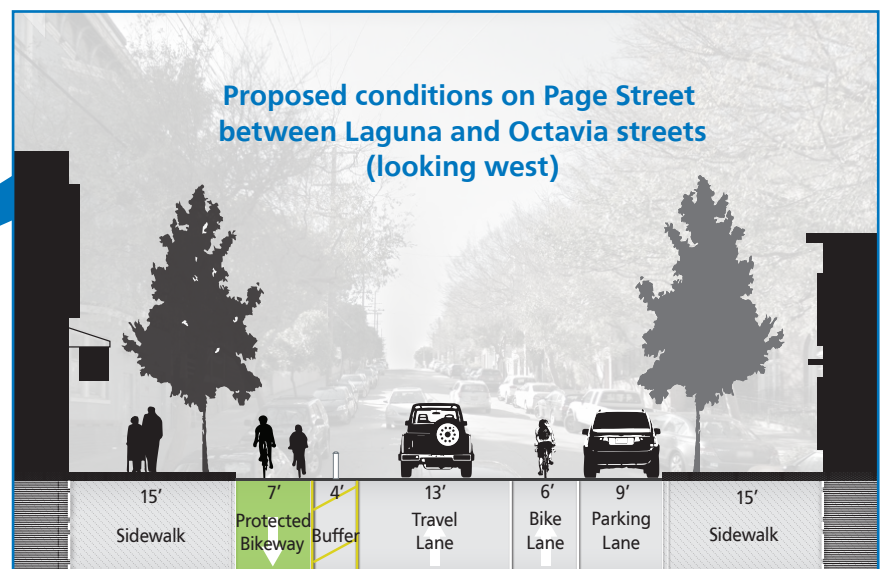 Proposed conditions on Page Street
between Laguna and Octavia streets
(looking west)
15’
Sidewalk
7’
Protected
Bikeway
4’
Buffer
13’
Travel
Lane
6’
Bike
Lane
9’
Parking
Lane
15’
Sidewalk